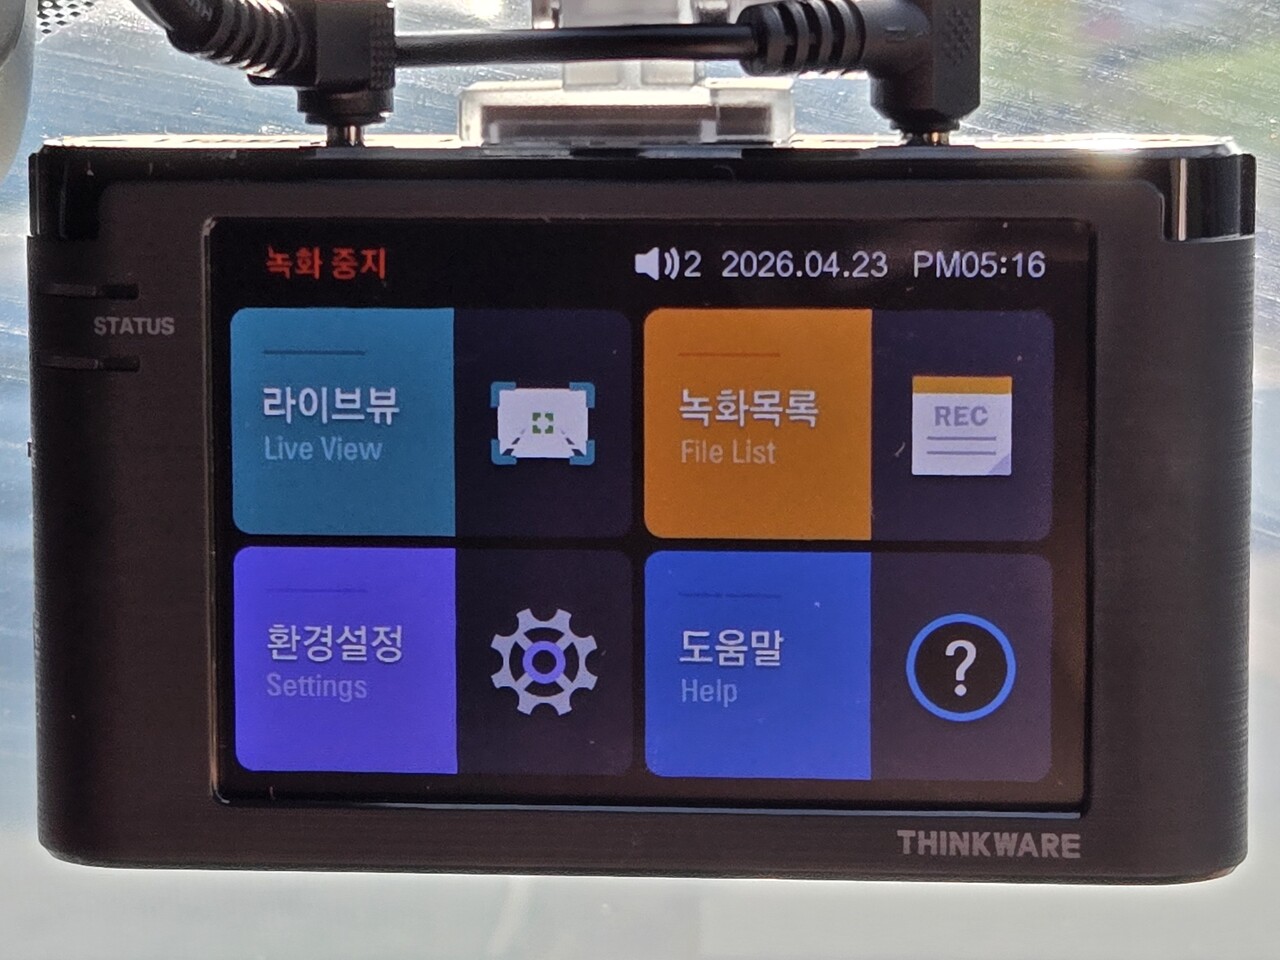 녹화 중지 2 2026.04.23 PM05:16
STATUS
라이브뷰
Live View
녹화목록
File List
REC
환경설정
Settings
도움말
Help
?
THINKWARE